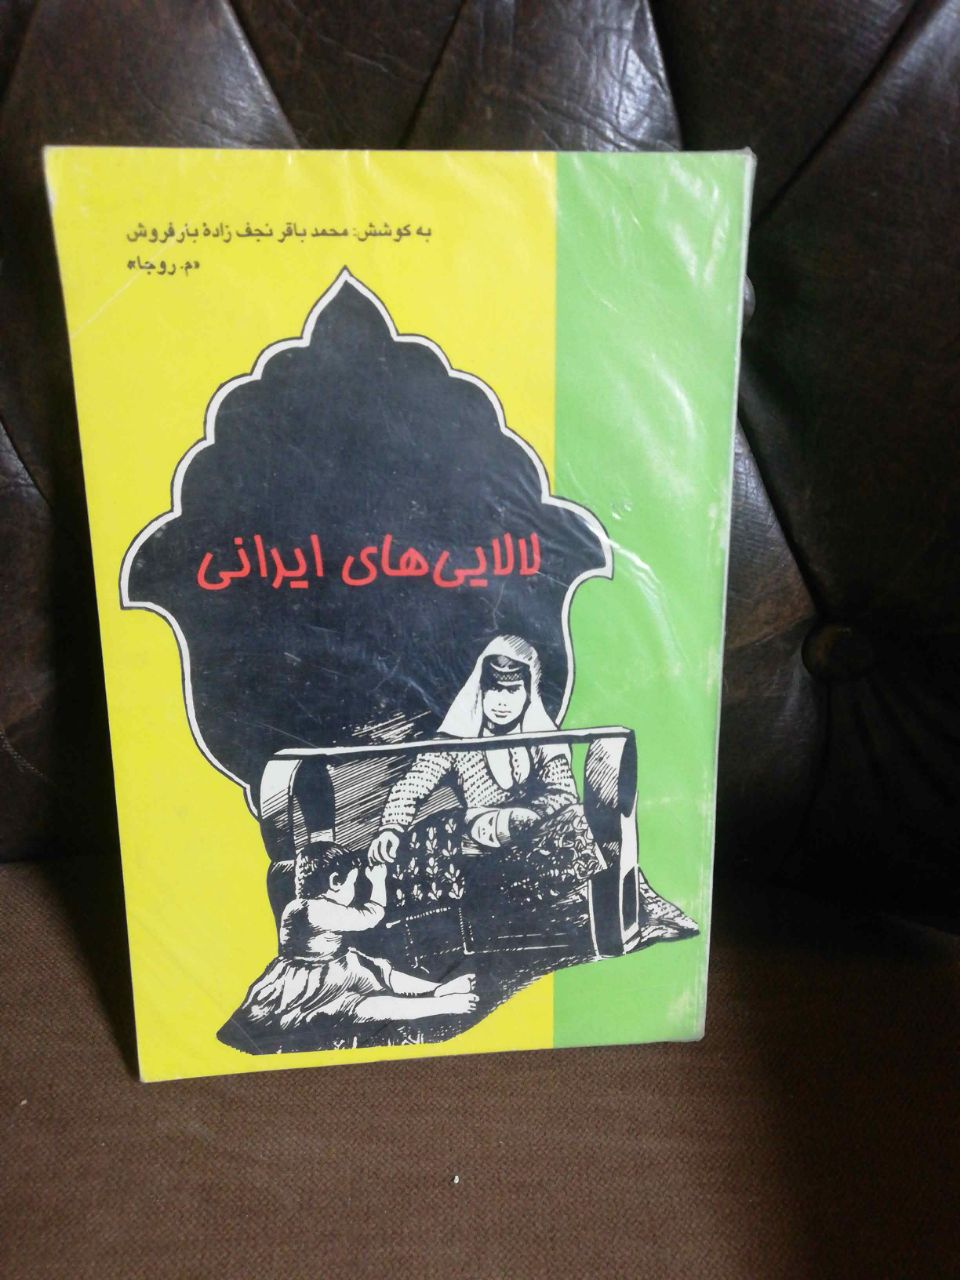 به کوشش: محمد باقر نجف زادهٔ بارفروش
«م. روجا»
لالایی‌های ایرانی